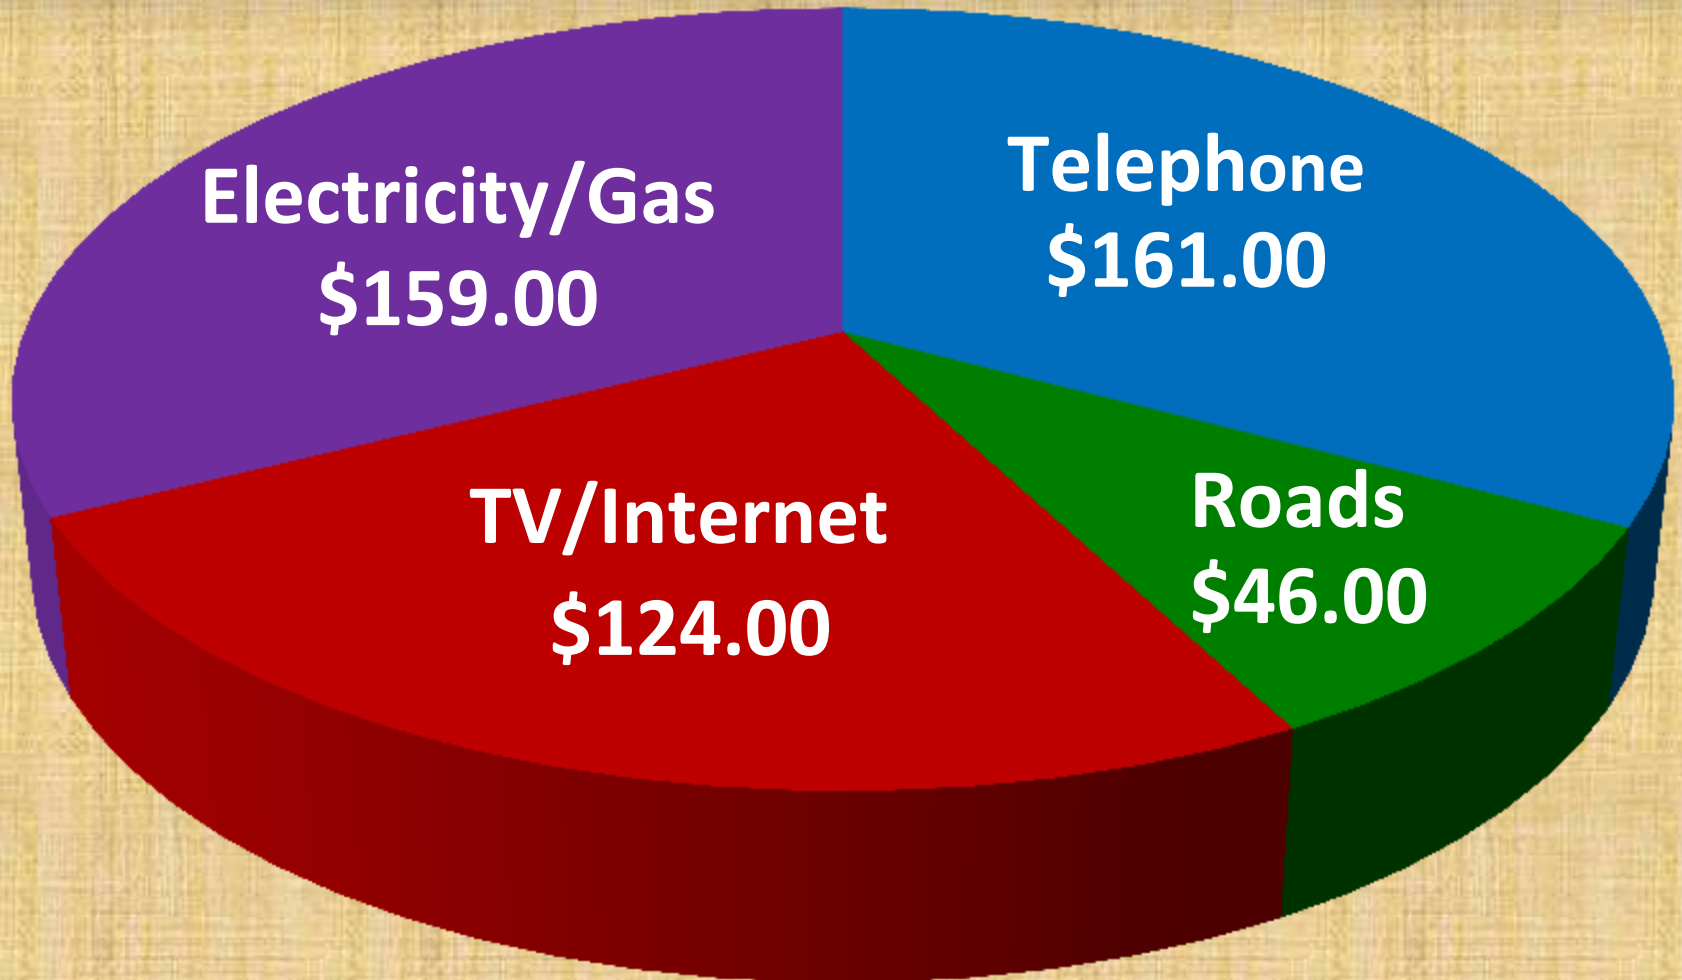 Telephone
$161.00
Electricity/Gas
$159.00
Roads
$46.00
TV/Internet
$124.00